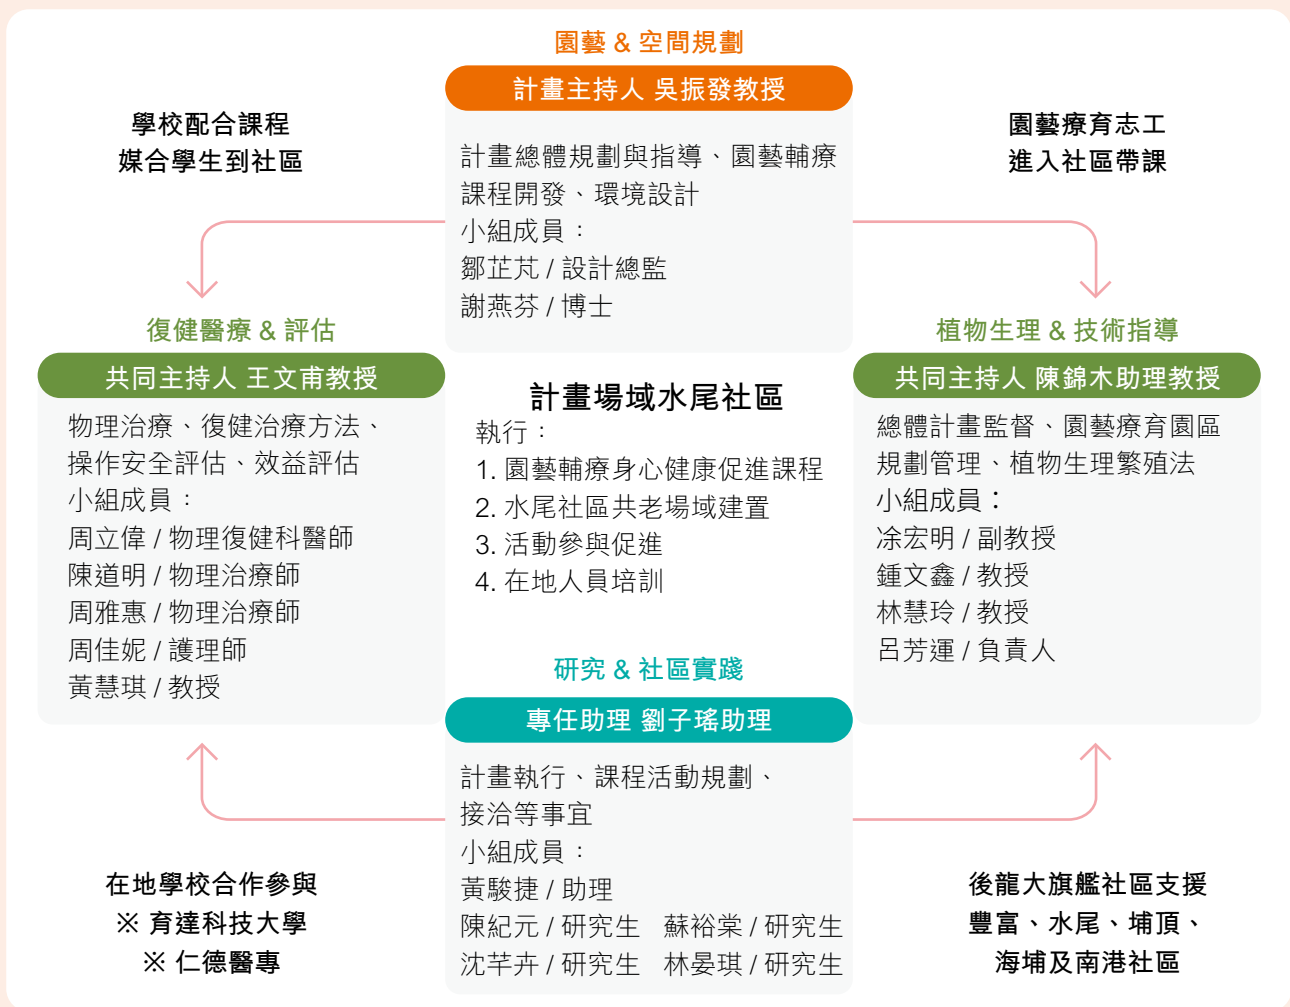 園藝 & 空間規劃
計畫主持人 吳振發教授
計畫總體規劃與指導、園藝輔療
課程開發、環境設計
小組成員：
鄒芷芃 / 設計總監
謝燕芬 / 博士
學校配合課程
媒合學生到社區
園藝療育志工
進入社區帶課
復健醫療 & 評估
共同主持人 王文甫教授
物理治療、復健治療方法、
操作安全評估、效益評估
小組成員：
周立偉 / 物理復健科醫師
陳道明 / 物理治療師
周雅惠 / 物理治療師
周佳妮 / 護理師
黃慧琪 / 教授
計畫場域水尾社區
執行：
1. 園藝輔療身心健康促進課程
2. 水尾社區共老場域建置
3. 活動參與促進
4. 在地人員培訓
植物生理 & 技術指導
共同主持人 陳錦木助理教授
總體計畫監督、園藝療育園區
規劃管理、植物生理繁殖法
小組成員：
凃宏明 / 副教授
鍾文鑫 / 教授
林慧玲 / 教授
呂芳運 / 負責人
研究 & 社區實踐
專任助理 劉子瑤助理
計畫執行、課程活動規劃、
接洽等事宜
小組成員：
黃駿捷 / 助理
陳紀元 / 研究生 蘇裕棠 / 研究生
沈芊卉 / 研究生 林晏琪 / 研究生
在地學校合作參與
※ 育達科技大學
※ 仁德醫專
後龍大旗艦社區支援
豐富、水尾、埔頂、
海埔及南港社區